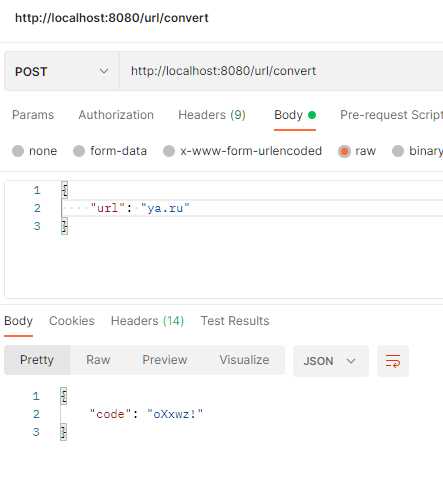 http://localhost:8080/url/convert
POST http://localhost:8080/url/convert
Params Authorization Headers (9) Body Pre-request Script
none form-data x-www-form-urlencoded raw binary
1 {
2 "url": "ya.ru"
3 }
Body Cookies Headers (14) Test Results
Pretty Raw Preview Visualize JSON
1 {
2 "code": "oXxwz!"
3 }